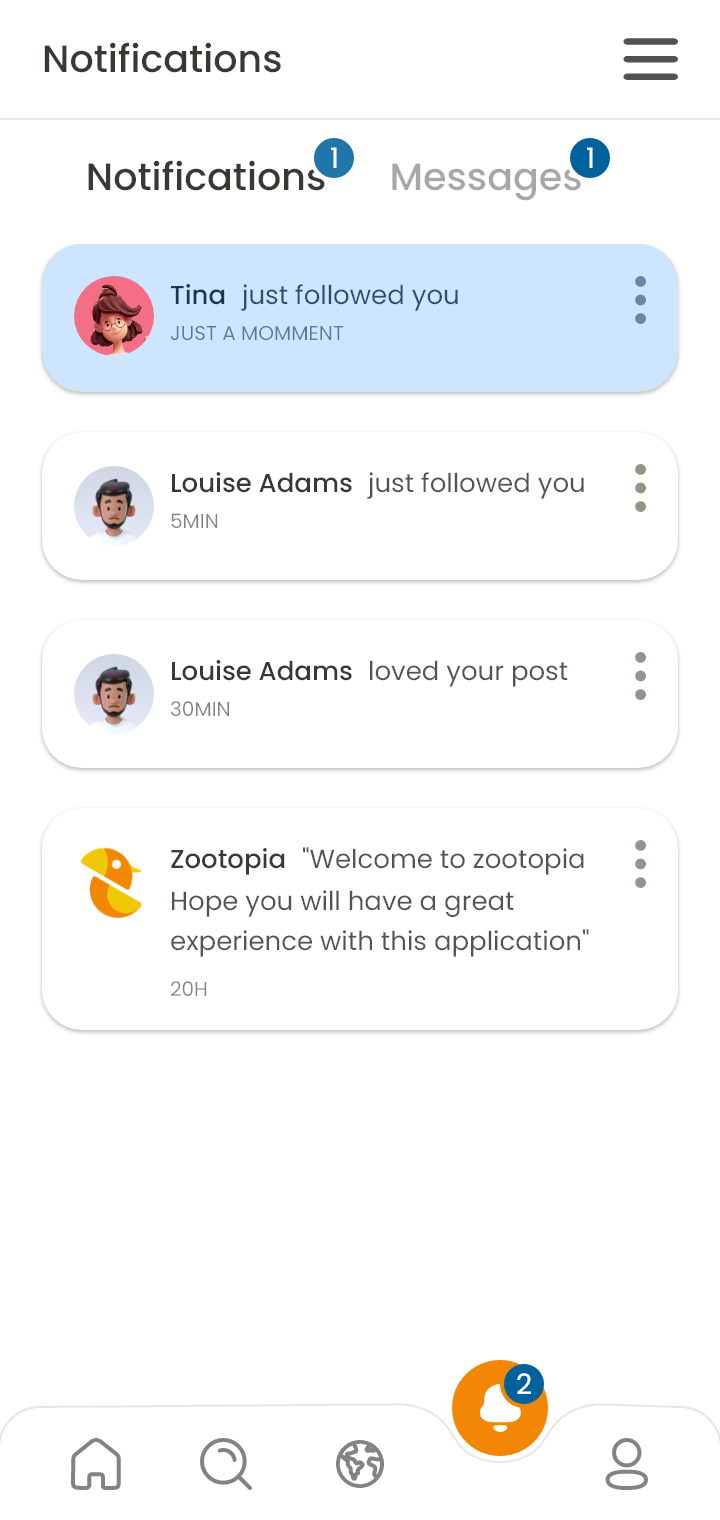 Notifications
Notifications 1 Messages 1
Tina just followed you
JUST A MOMMENT
Louise Adams just followed you
5MIN
Louise Adams loved your post
30MIN
Zootopia "Welcome to zootopia
Hope you will have a great
experience with this application"
20H
2